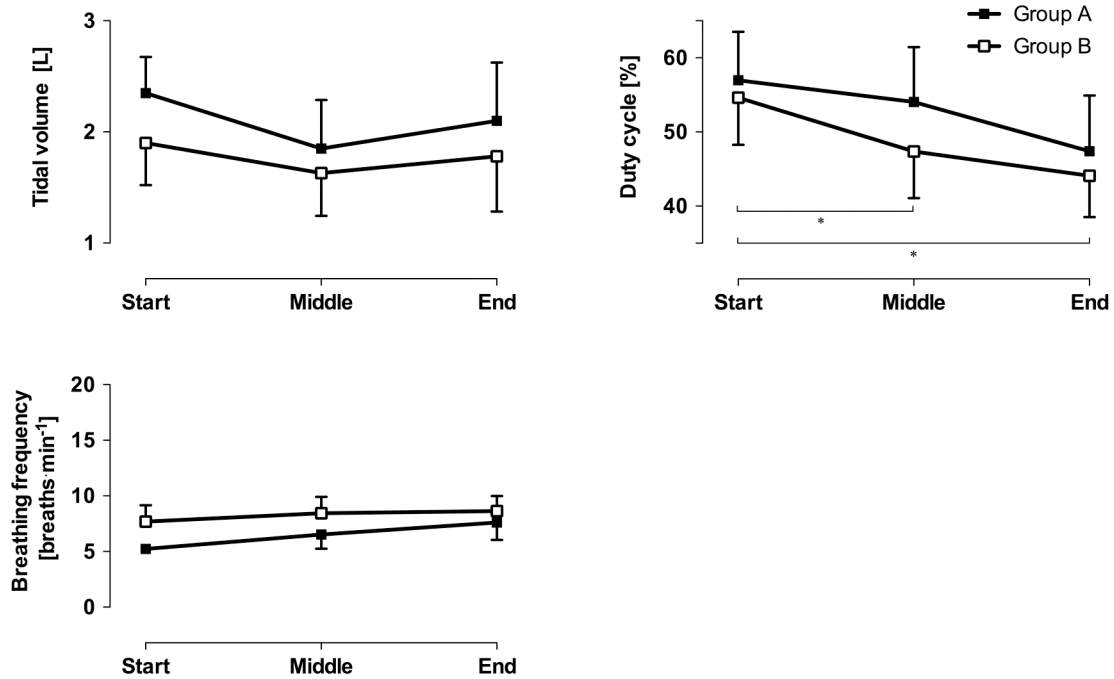 Tidal volume [L]
3
2
1
Start Middle End
Duty cycle [%]
60
50
40
Group A
Group B
*
*
Start Middle End
Breathing frequency
[breaths·min⁻¹]
20
15
10
5
0
Start Middle End